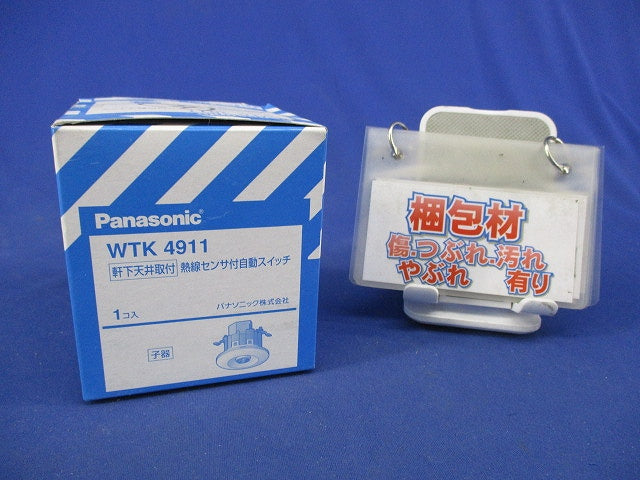 Panasonic
WTK 4911
軒下天井取付 熱線センサ付自動スイッチ
1コ入
パナソニック株式会社
子器
梱包材
傷.つぶれ.汚れ
やぶれ 有り